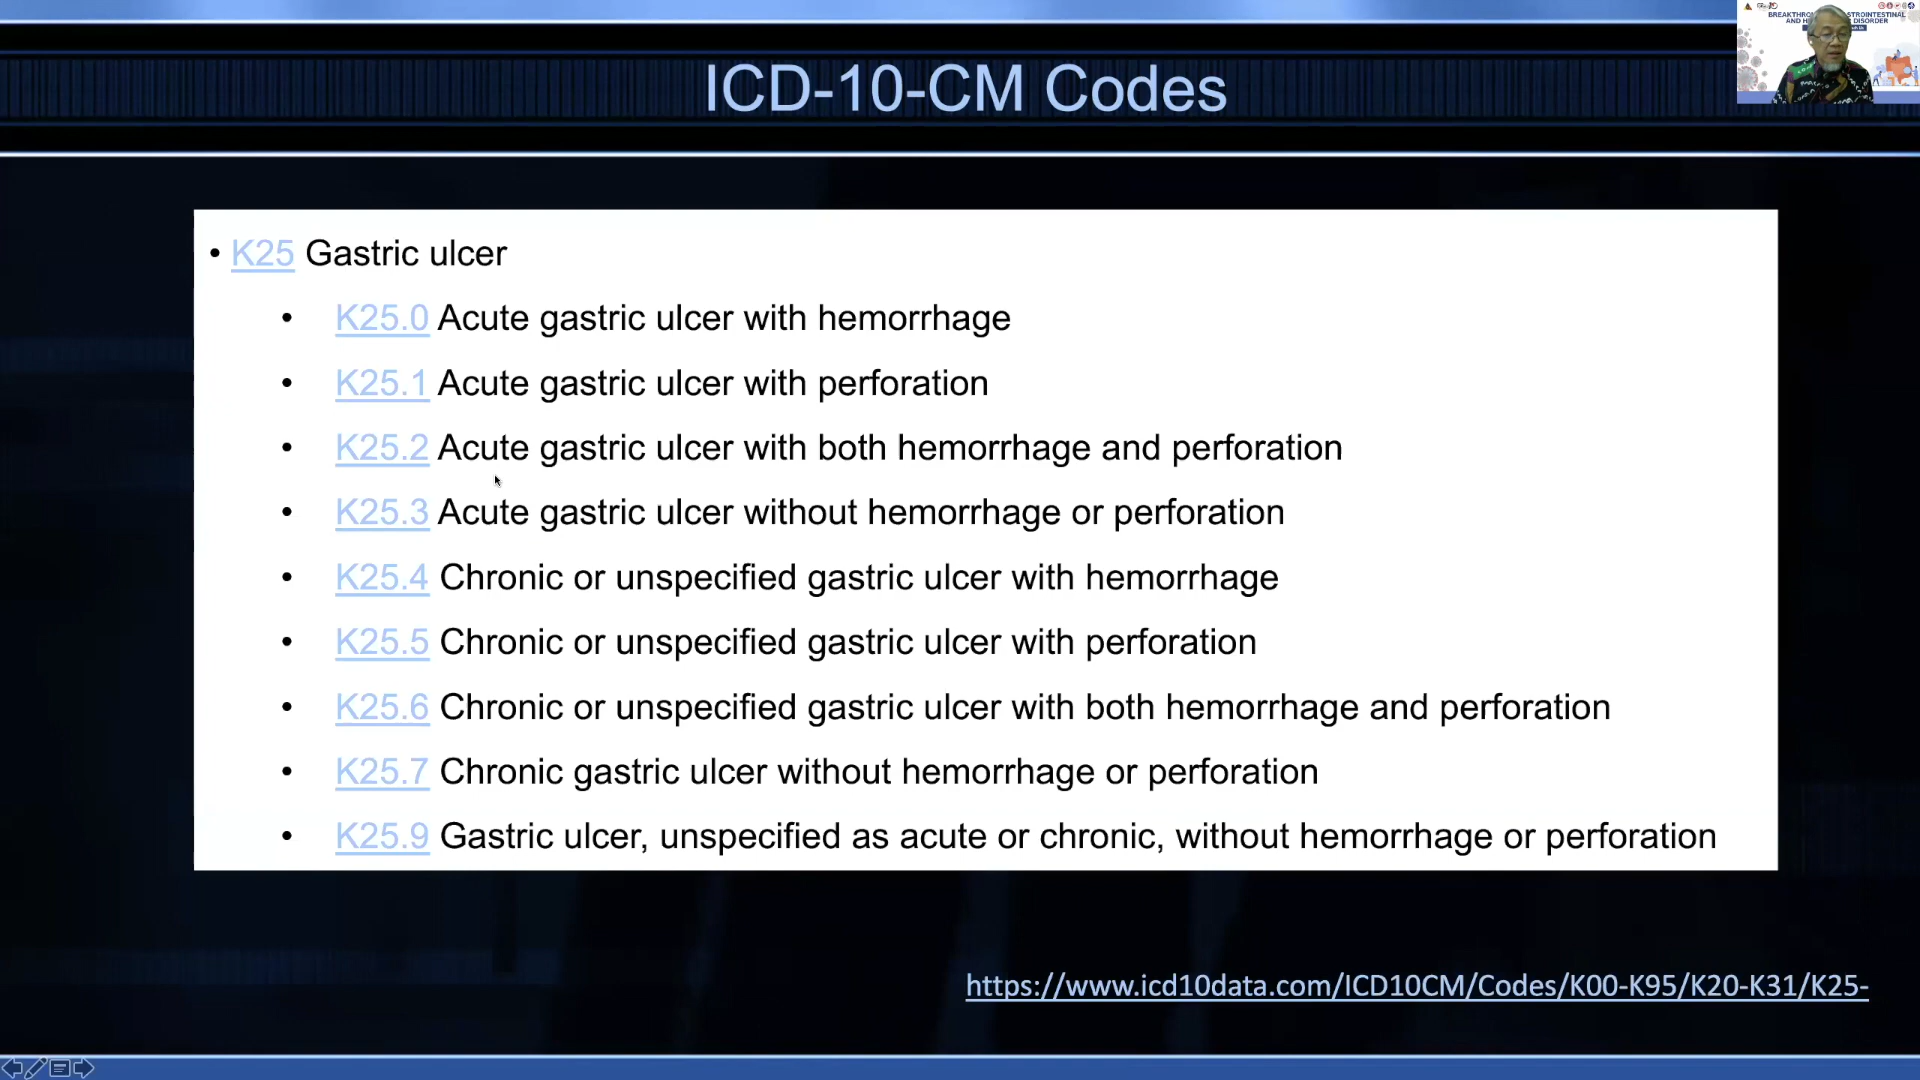 ICD-10-CM Codes
BREAKTHRO
STROINTESTINAL
AND H
DISORDER
• K25 Gastric ulcer
• K25.0 Acute gastric ulcer with hemorrhage
• K25.1 Acute gastric ulcer with perforation
• K25.2 Acute gastric ulcer with both hemorrhage and perforation
• K25.3 Acute gastric ulcer without hemorrhage or perforation
• K25.4 Chronic or unspecified gastric ulcer with hemorrhage
• K25.5 Chronic or unspecified gastric ulcer with perforation
• K25.6 Chronic or unspecified gastric ulcer with both hemorrhage and perforation
• K25.7 Chronic gastric ulcer without hemorrhage or perforation
• K25.9 Gastric ulcer, unspecified as acute or chronic, without hemorrhage or perforation
https://www.icd10data.com/ICD10CM/Codes/K00-K95/K20-K31/K25-